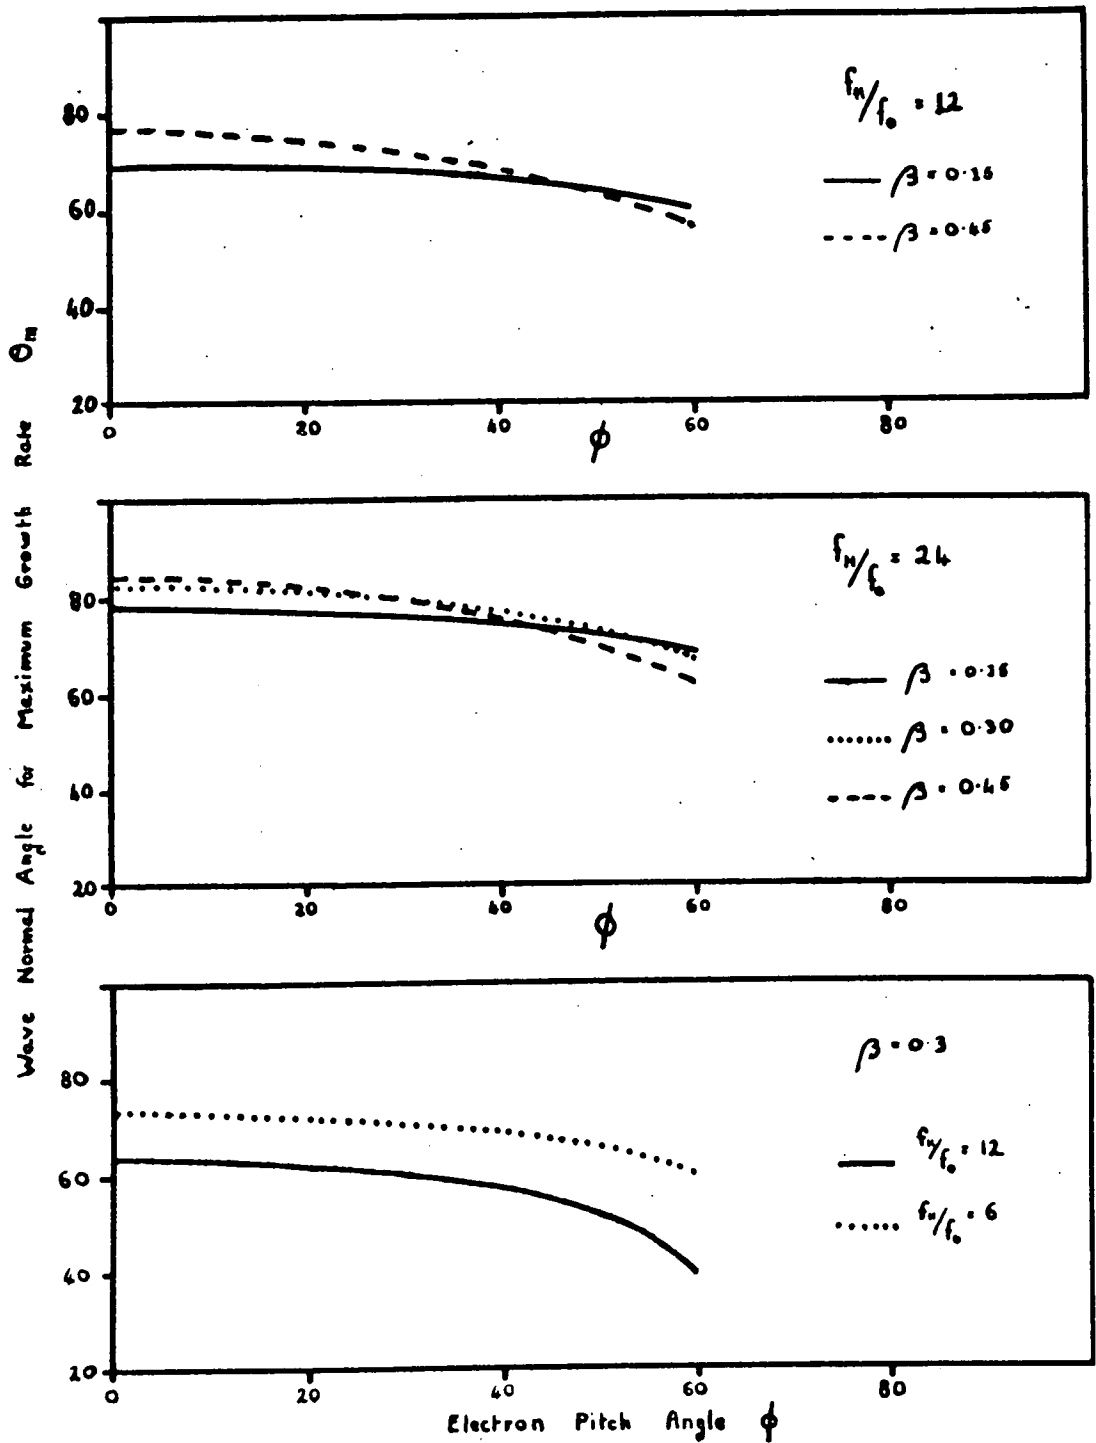 Wave Normal Angle for Maximum Growth Rate θm
80
60
40
20
0 20 40 60 80
ϕ
fH/f₀ = 12
β = 0.15
β = 0.45
80
60
40
20
0 20 40 60 80
ϕ
fH/f₀ = 24
β = 0.15
β = 0.30
β = 0.45
80
60
40
20
0 20 40 60 80
Electron Pitch Angle ϕ
β = 0.3
fH/f₀ = 12
fH/f₀ = 6